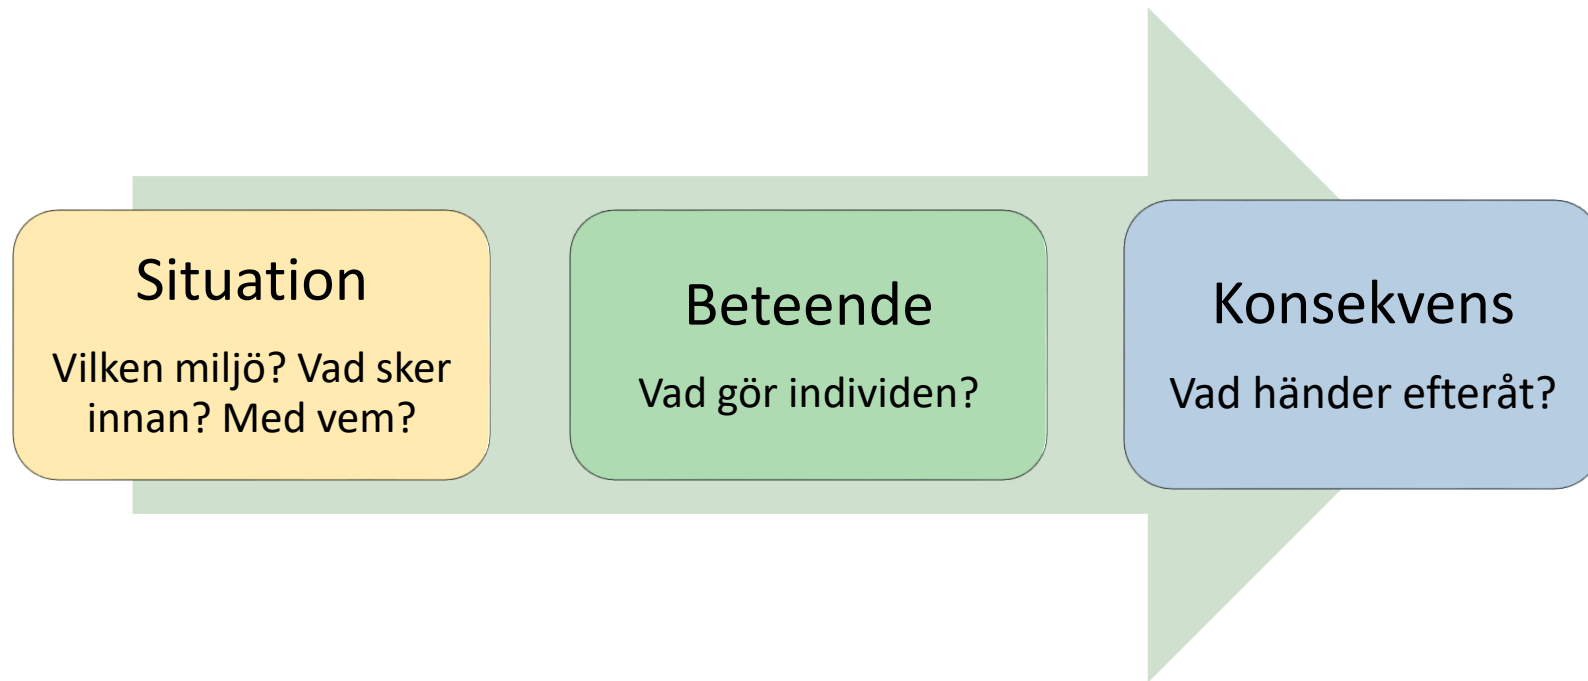 Situation
Vilken miljö? Vad sker
innan? Med vem?
Beteende
Vad gör individen?
Konsekvens
Vad händer efteråt?